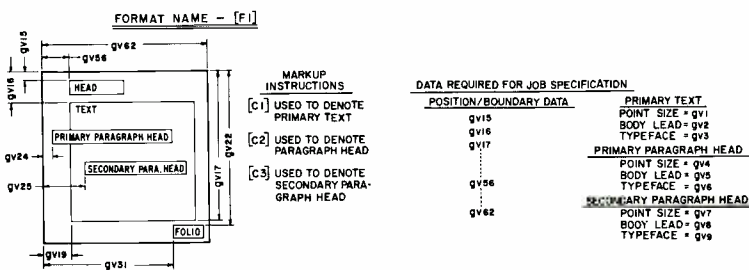 FORMAT NAME - [F1]
gv62
gv56
gv15
gv16
HEAD
TEXT
PRIMARY PARAGRAPH HEAD
SECONDARY PARA. HEAD
gv24
gv25
gv17
gv22
FOLIO
gv19
gv31
MARKUP
INSTRUCTIONS
[C1] USED TO DENOTE
PRIMARY TEXT
[C2] USED TO DENOTE
PARAGRAPH HEAD
[C3] USED TO DENOTE
SECONDARY PARA-
GRAPH HEAD
DATA REQUIRED FOR JOB SPECIFICATION
POSITION/BOUNDARY DATA
gv15
gv16
gv17
gv56
gv62
PRIMARY TEXT
POINT SIZE = gv1
BODY LEAD = gv2
TYPEFACE = gv3
PRIMARY PARAGRAPH HEAD
POINT SIZE = gv4
BODY LEAD = gv5
TYPEFACE = gv6
SECONDARY PARAGRAPH HEAD
POINT SIZE = gv7
BODY LEAD = gv8
TYPEFACE = gv9